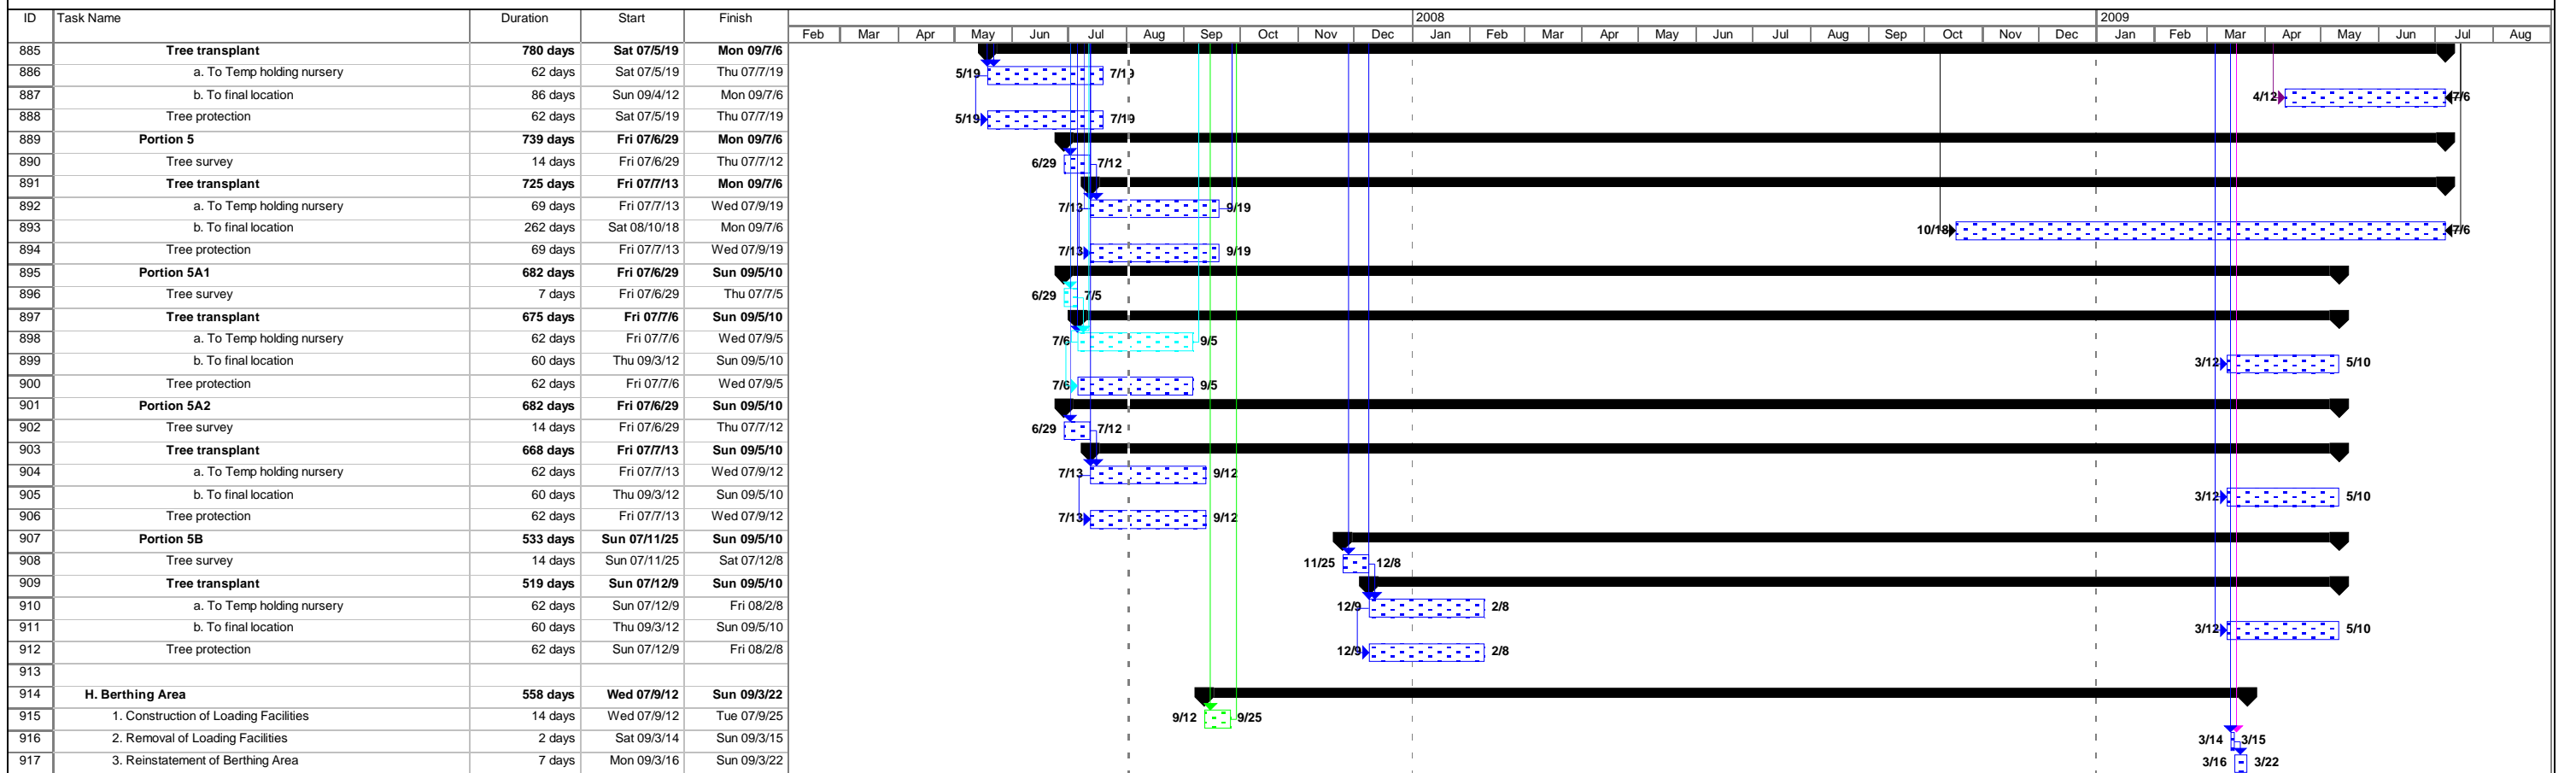 ID Task Name Duration Start Finish 2008 2009
Feb Mar Apr May Jun Jul Aug Sep Oct Nov Dec Jan Feb Mar Apr May Jun Jul Aug Sep Oct Nov Dec Jan Feb Mar Apr May Jun Jul Aug
885 Tree transplant 780 days Sat 07/5/19 Mon 09/7/6
886 a. To Temp holding nursery 62 days Sat 07/5/19 Thu 07/7/19 5/19 7/19
887 b. To final location 86 days Sun 09/4/12 Mon 09/7/6 4/12 7/6
888 Tree protection 62 days Sat 07/5/19 Thu 07/7/19 5/19 7/19
889 Portion 5 739 days Fri 07/6/29 Mon 09/7/6
890 Tree survey 14 days Fri 07/6/29 Thu 07/7/12 6/29 7/12
891 Tree transplant 725 days Fri 07/7/13 Mon 09/7/6
892 a. To Temp holding nursery 69 days Fri 07/7/13 Wed 07/9/19 7/13 9/19
893 b. To final location 262 days Sat 08/10/18 Mon 09/7/6 10/18 7/6
894 Tree protection 69 days Fri 07/7/13 Wed 07/9/19 7/13 9/19
895 Portion 5A1 682 days Fri 07/6/29 Sun 09/5/10
896 Tree survey 7 days Fri 07/6/29 Thu 07/7/5 6/29 7/5
897 Tree transplant 675 days Fri 07/7/6 Sun 09/5/10
898 a. To Temp holding nursery 62 days Fri 07/7/6 Wed 07/9/5 7/6 9/5
899 b. To final location 60 days Thu 09/3/12 Sun 09/5/10 3/12 5/10
900 Tree protection 62 days Fri 07/7/6 Wed 07/9/5 7/6 9/5
901 Portion 5A2 682 days Fri 07/6/29 Sun 09/5/10
902 Tree survey 14 days Fri 07/6/29 Thu 07/7/12 6/29 7/12
903 Tree transplant 668 days Fri 07/7/13 Sun 09/5/10
904 a. To Temp holding nursery 62 days Fri 07/7/13 Wed 07/9/12 7/13 9/12
905 b. To final location 60 days Thu 09/3/12 Sun 09/5/10 3/12 5/10
906 Tree protection 62 days Fri 07/7/13 Wed 07/9/12 7/13 9/12
907 Portion 5B 533 days Sun 07/11/25 Sun 09/5/10
908 Tree survey 14 days Sun 07/11/25 Sat 07/12/8 11/25 12/8
909 Tree transplant 519 days Sun 07/12/9 Sun 09/5/10
910 a. To Temp holding nursery 62 days Sun 07/12/9 Fri 08/2/8 12/9 2/8
911 b. To final location 60 days Thu 09/3/12 Sun 09/5/10 3/12 5/10
912 Tree protection 62 days Sun 07/12/9 Fri 08/2/8 12/9 2/8
913
914 H. Berthing Area 558 days Wed 07/9/12 Sun 09/3/22
915 1. Construction of Loading Facilities 14 days Wed 07/9/12 Tue 07/9/25 9/12 9/25
916 2. Removal of Loading Facilities 2 days Sat 09/3/14 Sun 09/3/15 3/14 3/15
917 3. Reinstatement of Berthing Area 7 days Mon 09/3/16 Sun 09/3/22 3/16 3/22